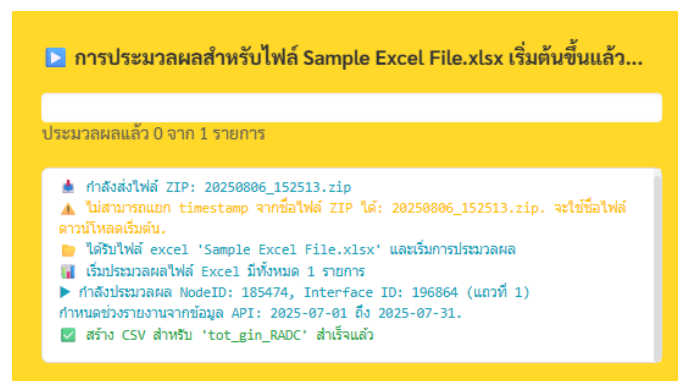 การประมวลผลสำหรับไฟล์ Sample Excel File.xlsx เริ่มต้นขึ้นแล้ว...
ประมวลผลแล้ว 0 จาก 1 รายการ
กำลังส่งไฟล์ ZIP: 20250806_152513.zip
ไม่สามารถแยก timestamp จากชื่อไฟล์ ZIP ได้: 20250806_152513.zip. จะใช้ชื่อไฟล์
ดาวน์โหลดเริ่มต้น.
ได้รับไฟล์ excel 'Sample Excel File.xlsx' และเริ่มการประมวลผล
เริ่มประมวลผลไฟล์ Excel มีทั้งหมด 1 รายการ
กำลังประมวลผล NodeID: 185474, Interface ID: 196864 (แถวที่ 1)
กำหนดช่วงรายงานจากข้อมูล API: 2025-07-01 ถึง 2025-07-31.
สร้าง CSV สำหรับ 'tot_gin_RADC' สำเร็จแล้ว